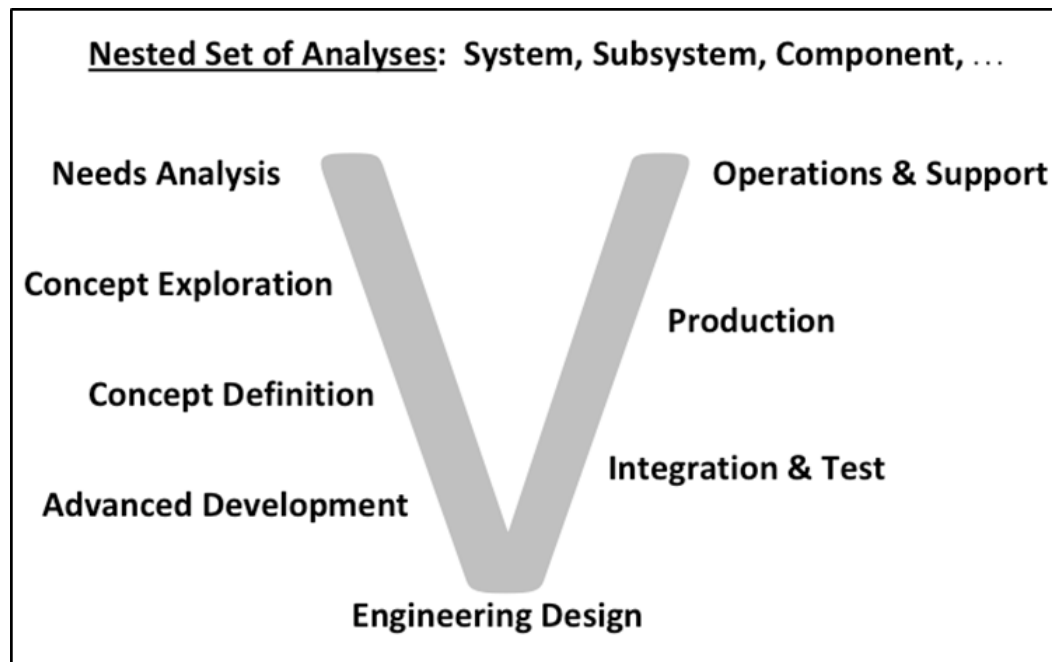 Nested Set of Analyses: System, Subsystem, Component, ...
Needs Analysis
Concept Exploration
Concept Definition
Advanced Development
Engineering Design
Integration & Test
Production
Operations & Support